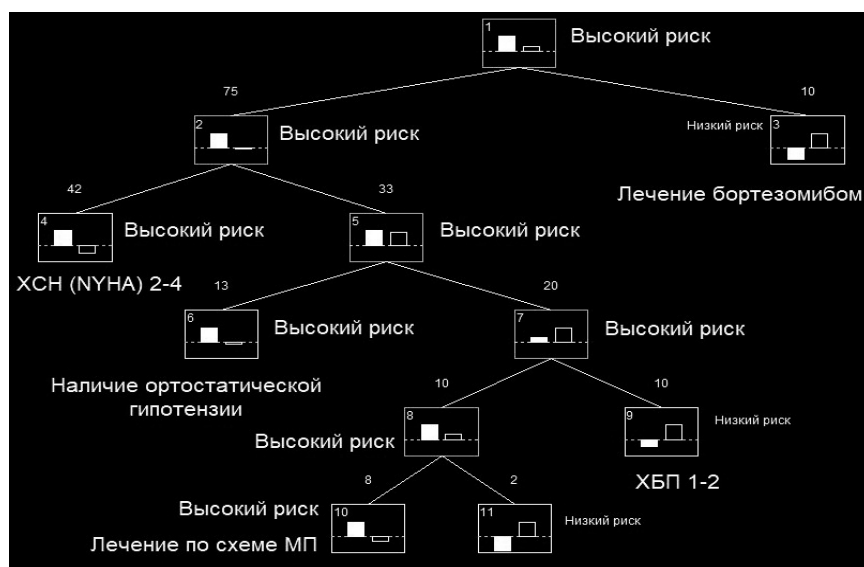 1
Высокий риск
75
10
2
Высокий риск
Низкий риск
3
42
33
Лечение бортезомибом
4
Высокий риск
5
Высокий риск
ХСН (NYHA) 2-4
13
20
6
Высокий риск
7
Высокий риск
Наличие ортостатической
гипотензии
10
10
8
Высокий риск
9
Низкий риск
8
2
ХБП 1-2
Высокий риск
10
11
Низкий риск
Лечение по схеме МП